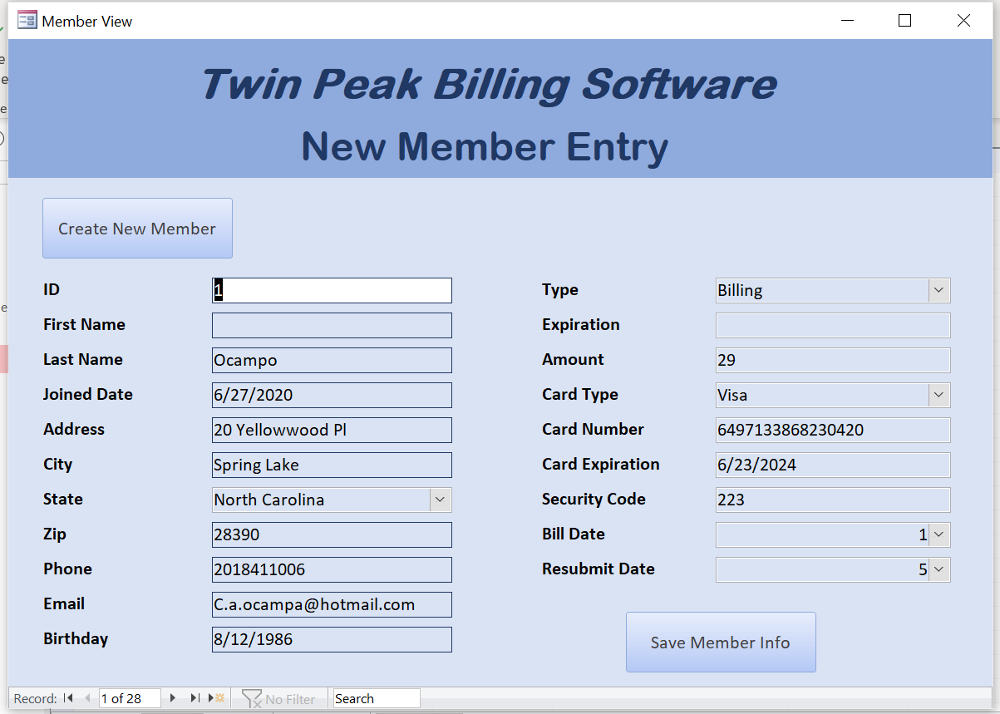 Member View
Twin Peak Billing Software
New Member Entry
Create New Member
ID 1
First Name
Last Name Ocampo
Joined Date 6/27/2020
Address 20 Yellowwood Pl
City Spring Lake
State North Carolina
Zip 28390
Phone 2018411006
Email C.a.ocampa@hotmail.com
Birthday 8/12/1986
Type Billing
Expiration
Amount 29
Card Type Visa
Card Number 6497133868230420
Card Expiration 6/23/2024
Security Code 223
Bill Date 1
Resubmit Date 5
Save Member Info
Record: 1 of 28 No Filter Search